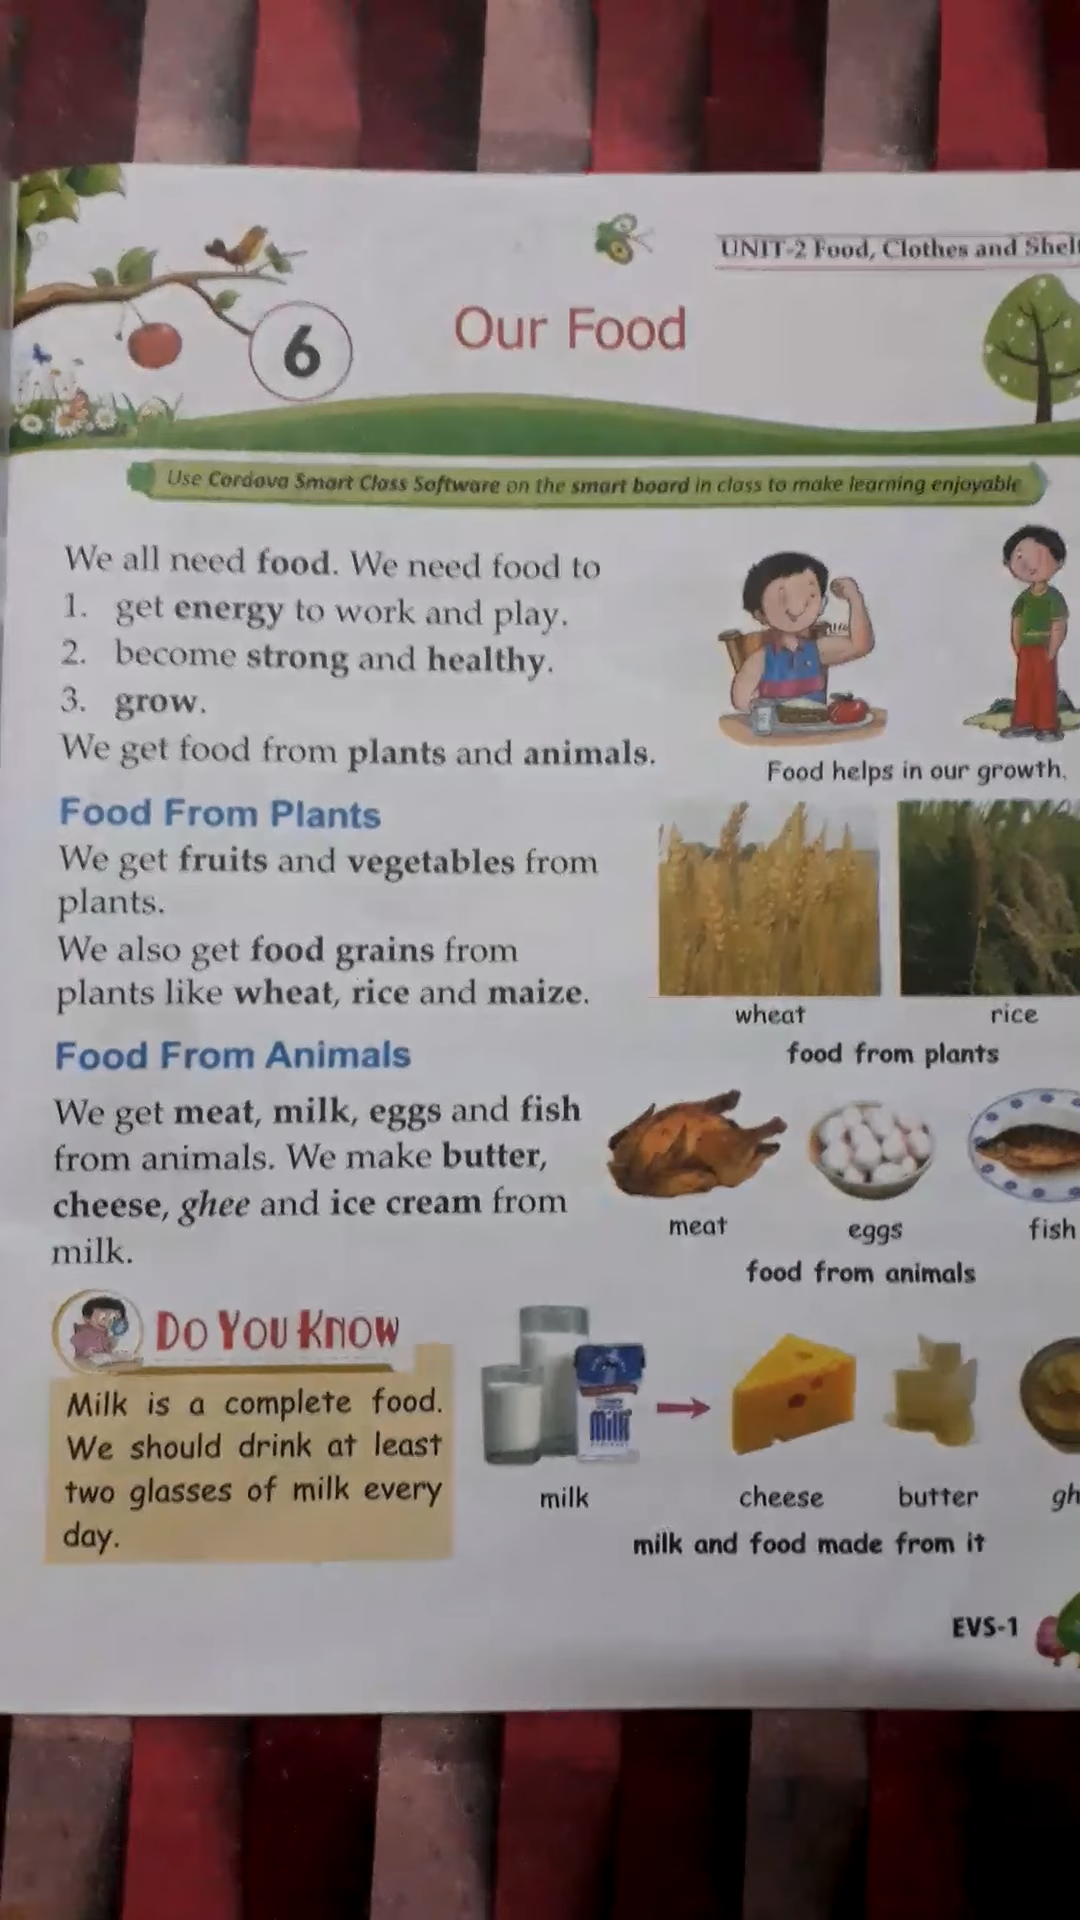 UNIT-2 Food, Clothes and
6
Our Food
Use Cordova Smart Class Software on the smart board in class to make learning enjoyable
We all need food. We need food to
1. get energy to work and play.
2. become strong and healthy.
3. grow.
We get food from plants and animals.
Food helps in our growth.
Food From Plants
We get fruits and vegetables from
plants.
We also get food grains from
plants like wheat, rice and maize.
wheat
rice
food from plants
Food From Animals
We get meat, milk, eggs and fish
from animals. We make butter,
cheese, ghee and ice cream from
milk.
meat
eggs
fish
food from animals
Do You Know
Milk is a complete food.
We should drink at least
two glasses of milk every
day.
Milk
milk
cheese
butter
milk and food made from it
EVS-1